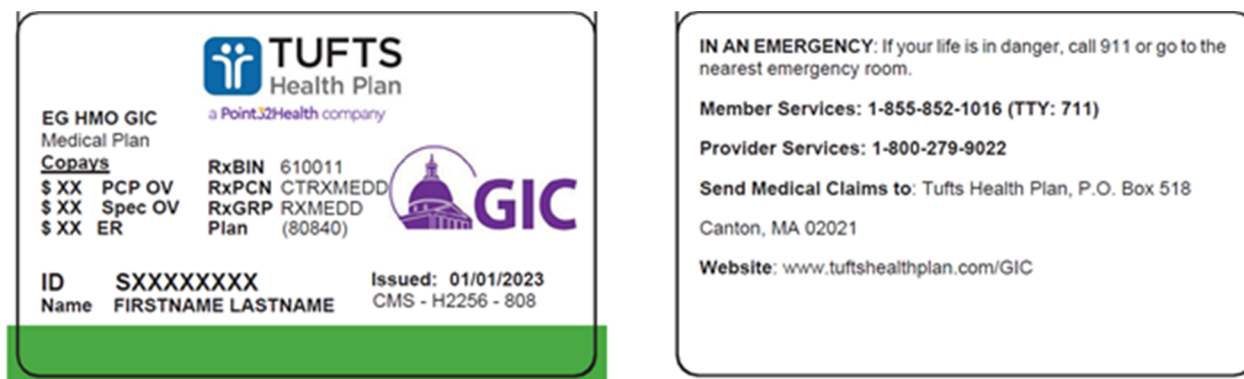 TUFTS
Health Plan
a Point32Health company
EG HMO GIC
Medical Plan
Copays
$ XX PCP OV
$ XX Spec OV
$ XX ER
RxBIN 610011
RxPCN CTRXMEDD
RxGRP RXMEDD
Plan (80840)
GIC
ID SXXXXXXXX
Name FIRSTNAME LASTNAME
Issued: 01/01/2023
CMS - H2256 - 808
IN AN EMERGENCY: If your life is in danger, call 911 or go to the
nearest emergency room.
Member Services: 1-855-852-1016 (TTY: 711)
Provider Services: 1-800-279-9022
Send Medical Claims to: Tufts Health Plan, P.O. Box 518
Canton, MA 02021
Website: www.tuftshealthplan.com/GIC